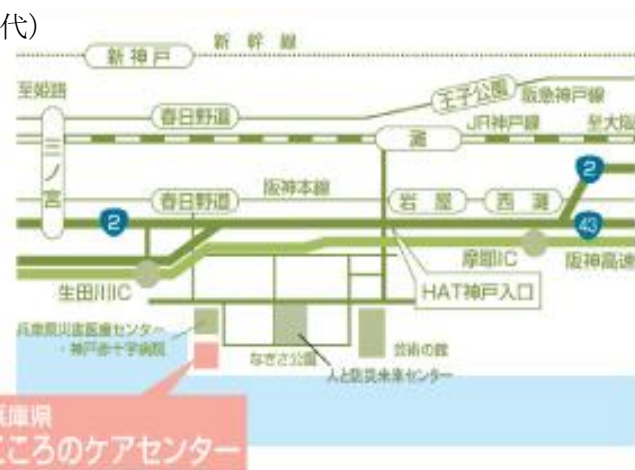 代)
新 幹 線
新 神 戸
至姫路
王子公園
阪急神戸線
春日野道
JR神戸線
至大阪
灘
三ノ宮
阪神本線
春日野道
岩 屋
西 灘
2
2
43
摩耶IC
阪神高速
生田川IC
HAT神戸入口
兵庫県災害医療センター
・神戸赤十字病院
なぎさ公園
芸術の館
人と防災未来センター
兵庫県
こころのケアセンター